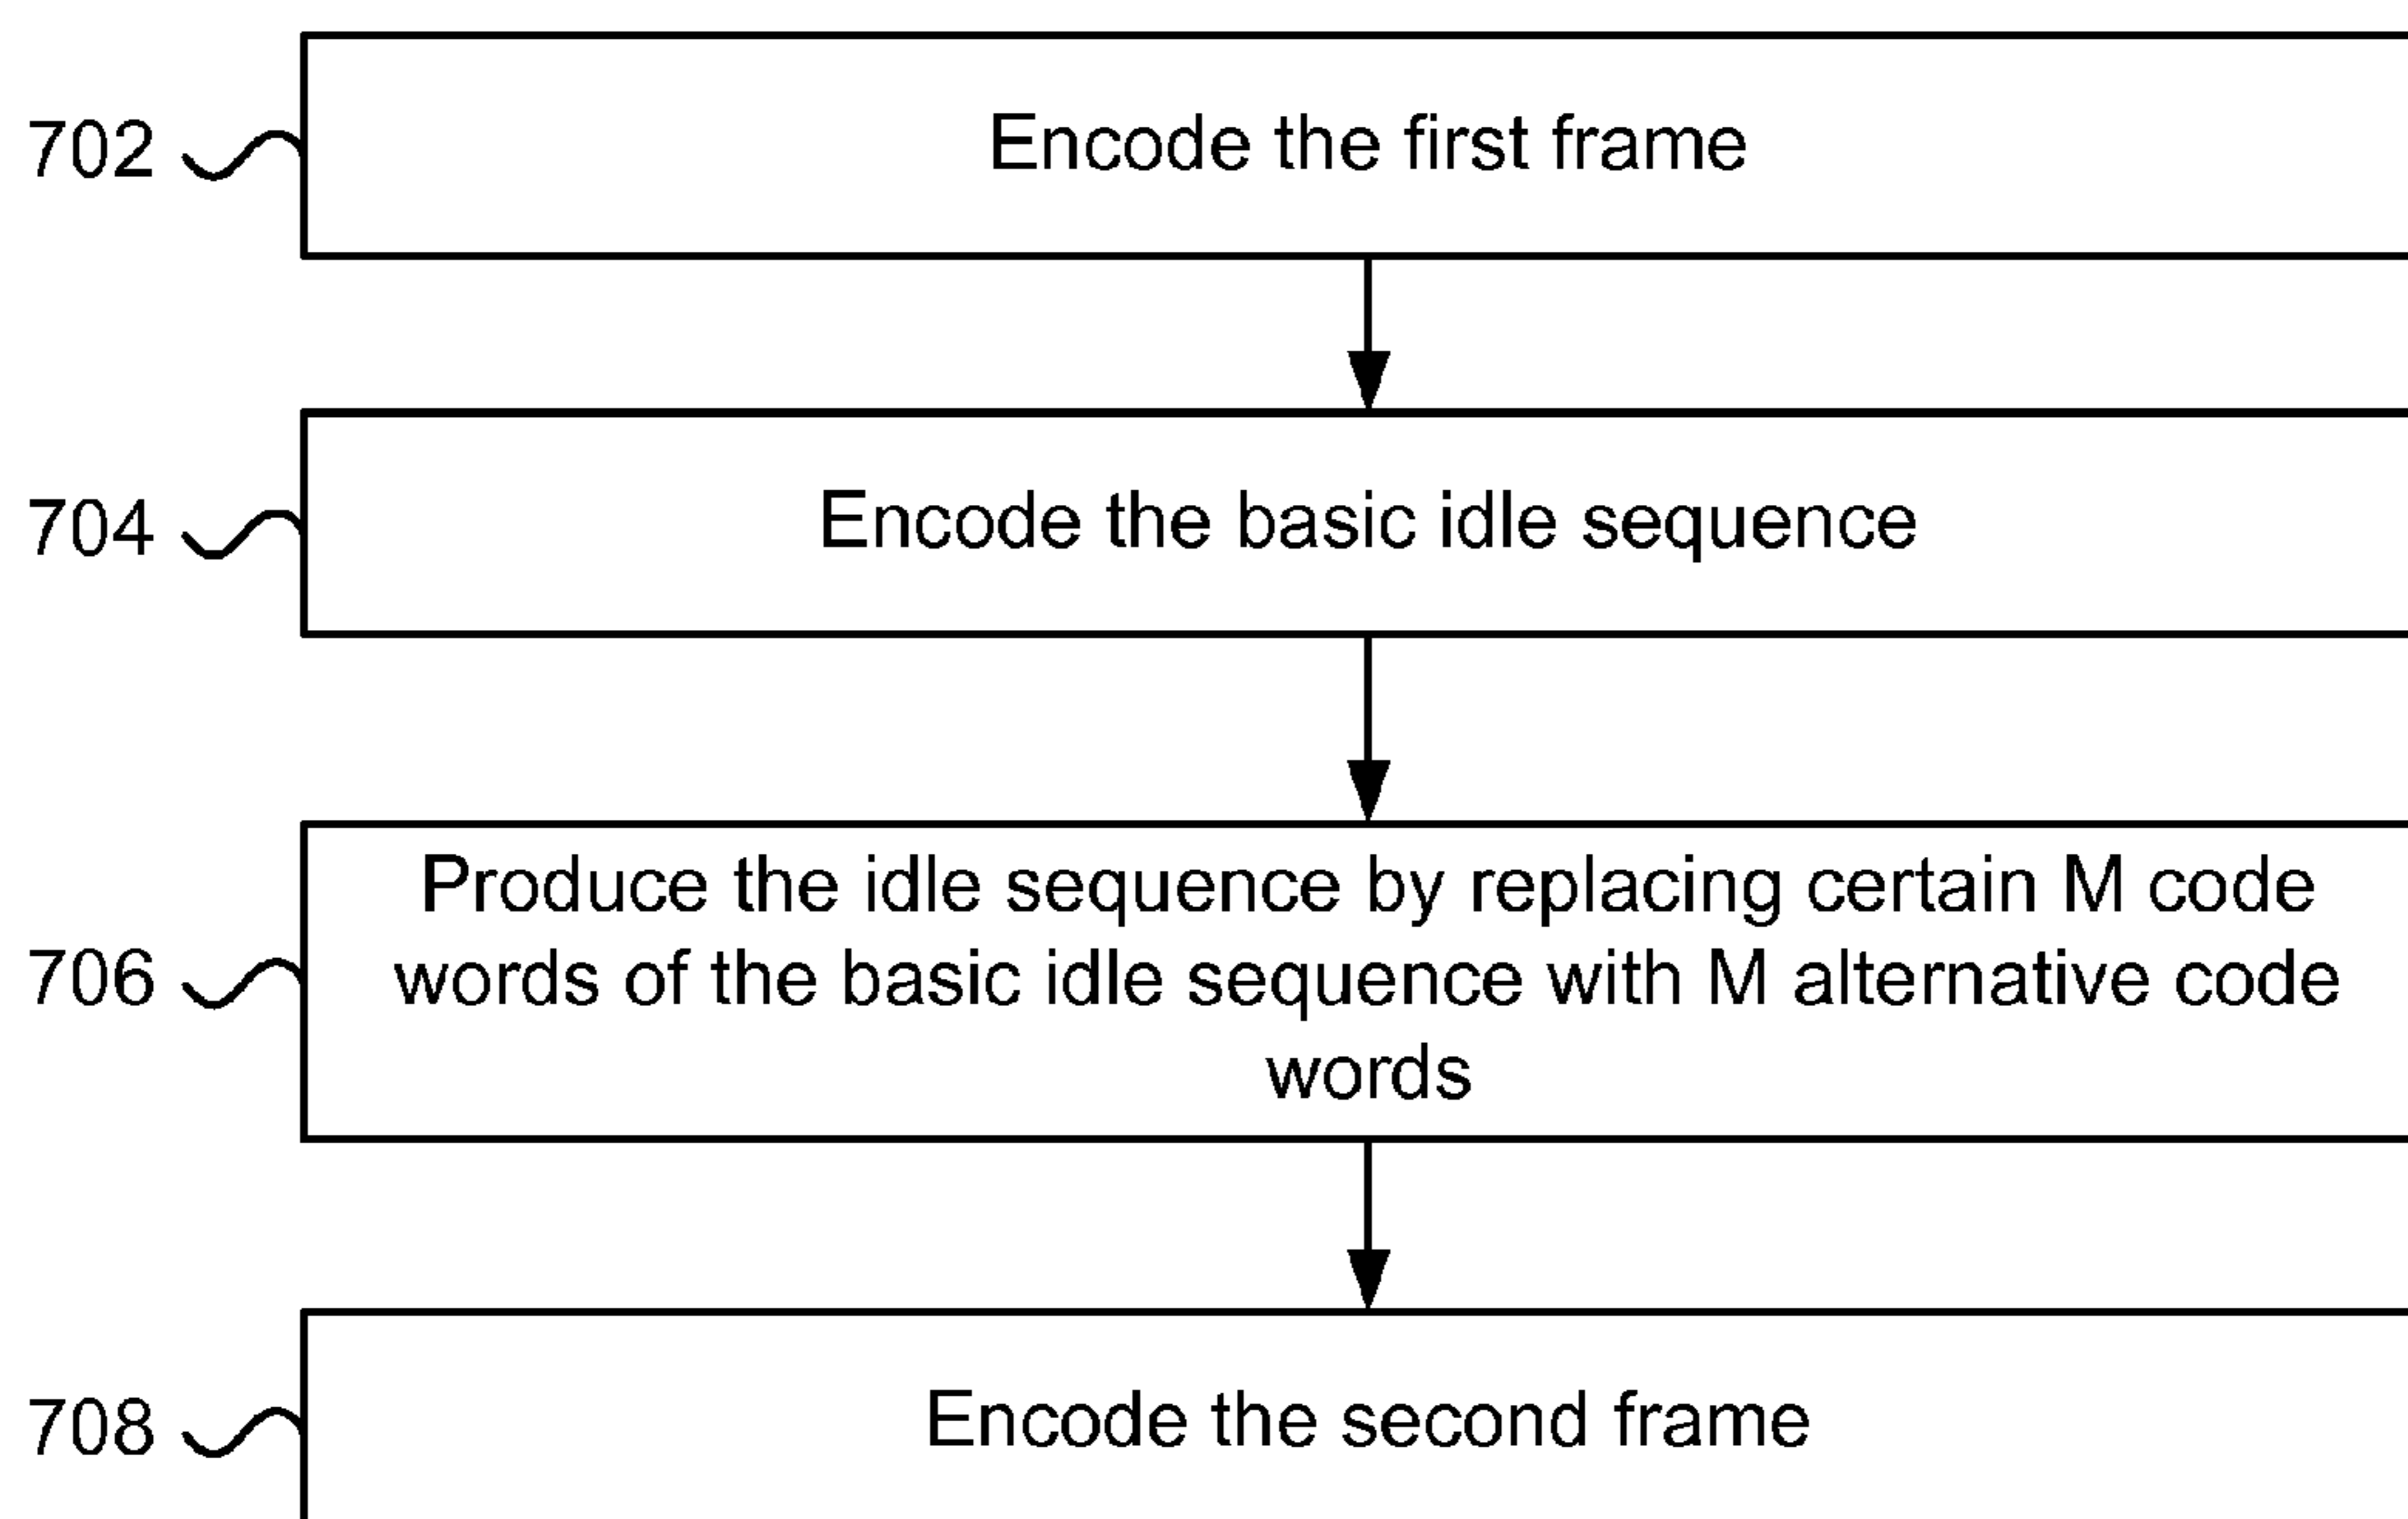 702
Encode the first frame
704
Encode the basic idle sequence
Produce the idle sequence by replacing certain M code
706
words of the basic idle sequence with M alternative code
words
708
Encode the second frame